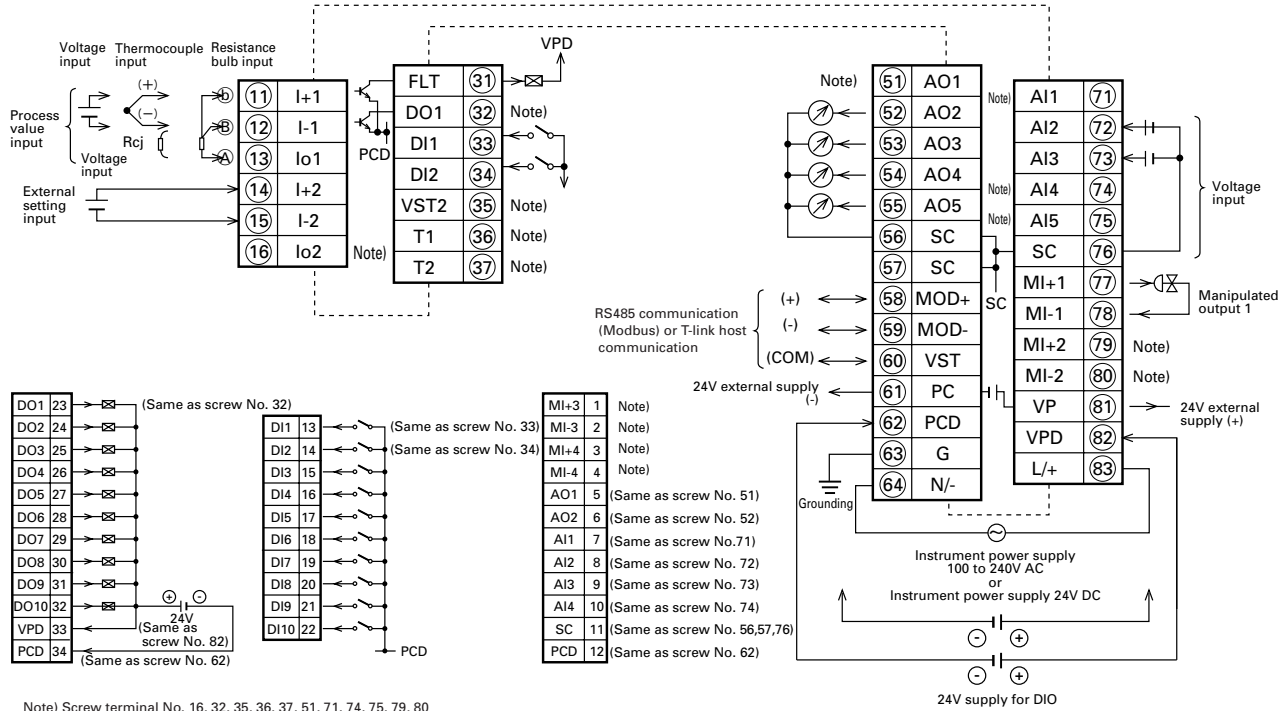 Voltage input
Thermocouple input
Resistance bulb input
(+)
(−)
Rcj
Process value input
Voltage input
External setting input
b
B
A
11 I+1
12 I-1
13 Io1
14 I+2
15 I-2
16 Io2 Note)
VPD
PCD
FLT 31
DO1 32 Note)
DI1 33
DI2 34
VST2 35 Note)
T1 36 Note)
T2 37 Note)
Note) 51 AO1
52 AO2
53 AO3
54 AO4
55 AO5
56 SC
57 SC
58 MOD+
59 MOD-
60 VST
61 PC
62 PCD
63 G
64 N/-
RS485 communication
(Modbus) or T-link host
communication
(+)
(-)
(COM)
24V external supply
(-)
Grounding
SC
Note) AI1 71
AI2 72
AI3 73
Note) AI4 74
Note) AI5 75
SC 76
MI+1 77
MI-1 78
MI+2 79 Note)
MI-2 80 Note)
VP 81
VPD 82
L/+ 83
Voltage input
Manipulated output 1
24V external supply (+)
Instrument power supply
100 to 240V AC
or
Instrument power supply 24V DC
- +
- +
24V supply for DIO
DO1 23 (Same as screw No. 32)
DO2 24
DO3 25
DO4 26
DO5 27
DO6 28
DO7 29
DO8 30
DO9 31
DO10 32
VPD 33
PCD 34
+ -
24V
(Same as screw No. 82)
(Same as screw No. 62)
DI1 13 (Same as screw No. 33)
DI2 14 (Same as screw No. 34)
DI3 15
DI4 16
DI5 17
DI6 18
DI7 19
DI8 20
DI9 21
DI10 22
PCD
MI+3 1 Note)
MI-3 2 Note)
MI+4 3 Note)
MI-4 4 Note)
AO1 5 (Same as screw No. 51)
AO2 6 (Same as screw No. 52)
AI1 7 (Same as screw No.71)
AI2 8 (Same as screw No. 72)
AI3 9 (Same as screw No. 73)
AI4 10 (Same as screw No. 74)
SC 11 (Same as screw No. 56,57,76)
PCD 12 (Same as screw No. 62)
Note) Screw terminal No. 16, 32, 35, 36, 37, 51, 71, 74, 75, 79, 80